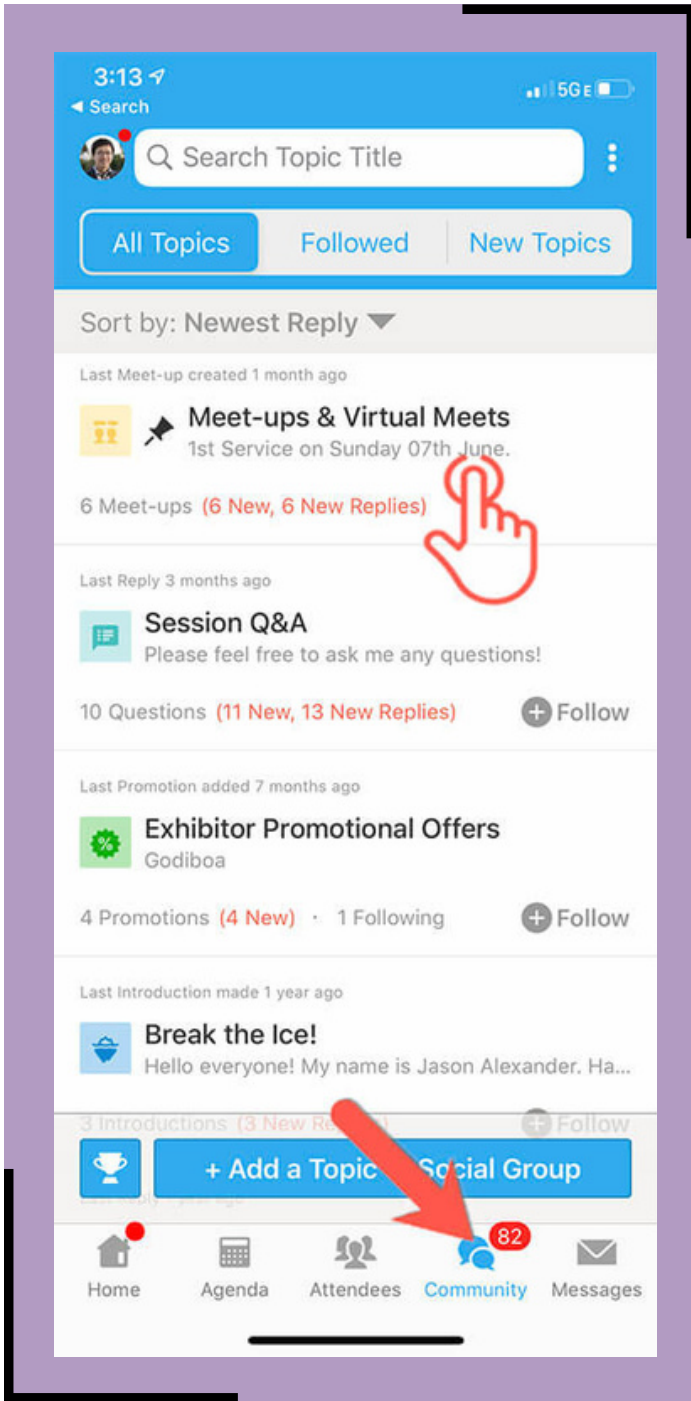 3:13
5G E
Search
Search Topic Title
All Topics Followed New Topics
Sort by: Newest Reply
Last Meet-up created 1 month ago
Meet-ups & Virtual Meets
1st Service on Sunday 07th June.
6 Meet-ups (6 New, 6 New Replies)
Last Reply 3 months ago
Session Q&A
Please feel free to ask me any questions!
10 Questions (11 New, 13 New Replies)
Follow
Last Promotion added 7 months ago
Exhibitor Promotional Offers
Godiboa
4 Promotions (4 New) · 1 Following
Follow
Last Introduction made 1 year ago
Break the Ice!
Hello everyone! My name is Jason Alexander. Ha...
3 Introductions (3 New
Follow
+ Add a Topic Social Group
82
Home Agenda Attendees Community Messages